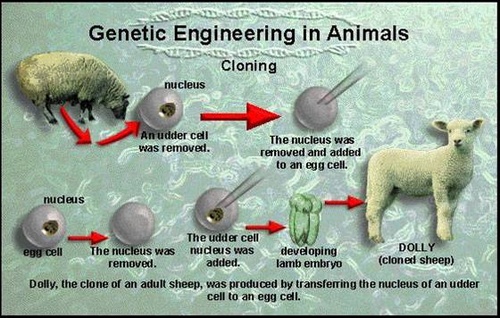 Genetic Engineering in Animals
Cloning
nucleus
An udder cell
was removed.
The nucleus was
removed and added
to an egg cell.
nucleus
egg cell
The nucleus was
removed.
The udder cell
nucleus was
added.
developing
lamb embryo
DOLLY
(cloned sheep)
Dolly, the clone of an adult sheep, was produced by transferring the nucleus of an udder
cell to an egg cell.